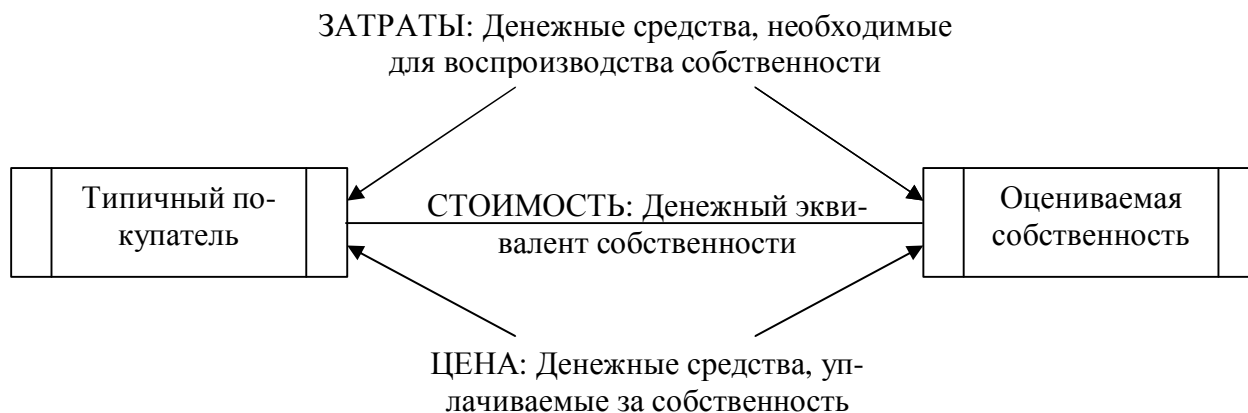 ЗАТРАТЫ: Денежные средства, необходимые
для воспроизводства собственности
Типичный по-
купатель
СТОИМОСТЬ: Денежный экви-
валент собственности
Оцениваемая
собственность
ЦЕНА: Денежные средства, уп-
лачиваемые за собственность